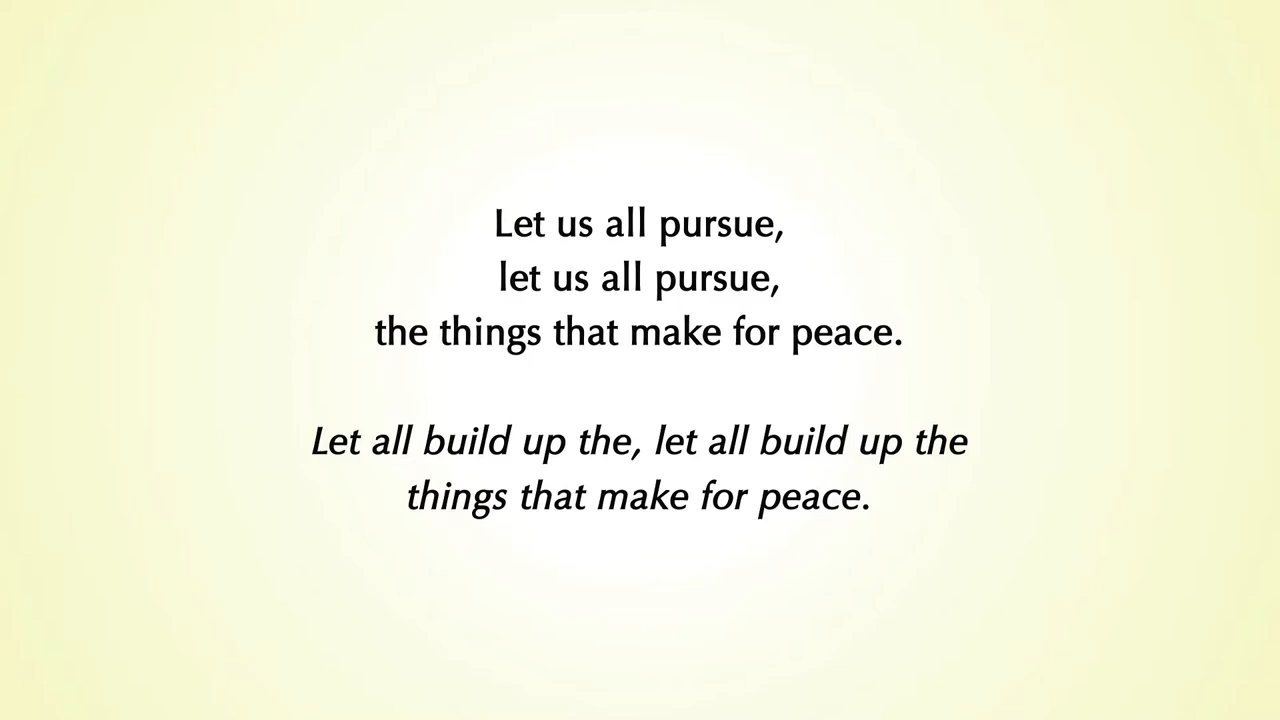 Let us all pursue,
let us all pursue,
the things that make for peace.
Let all build up the, let all build up the
things that make for peace.